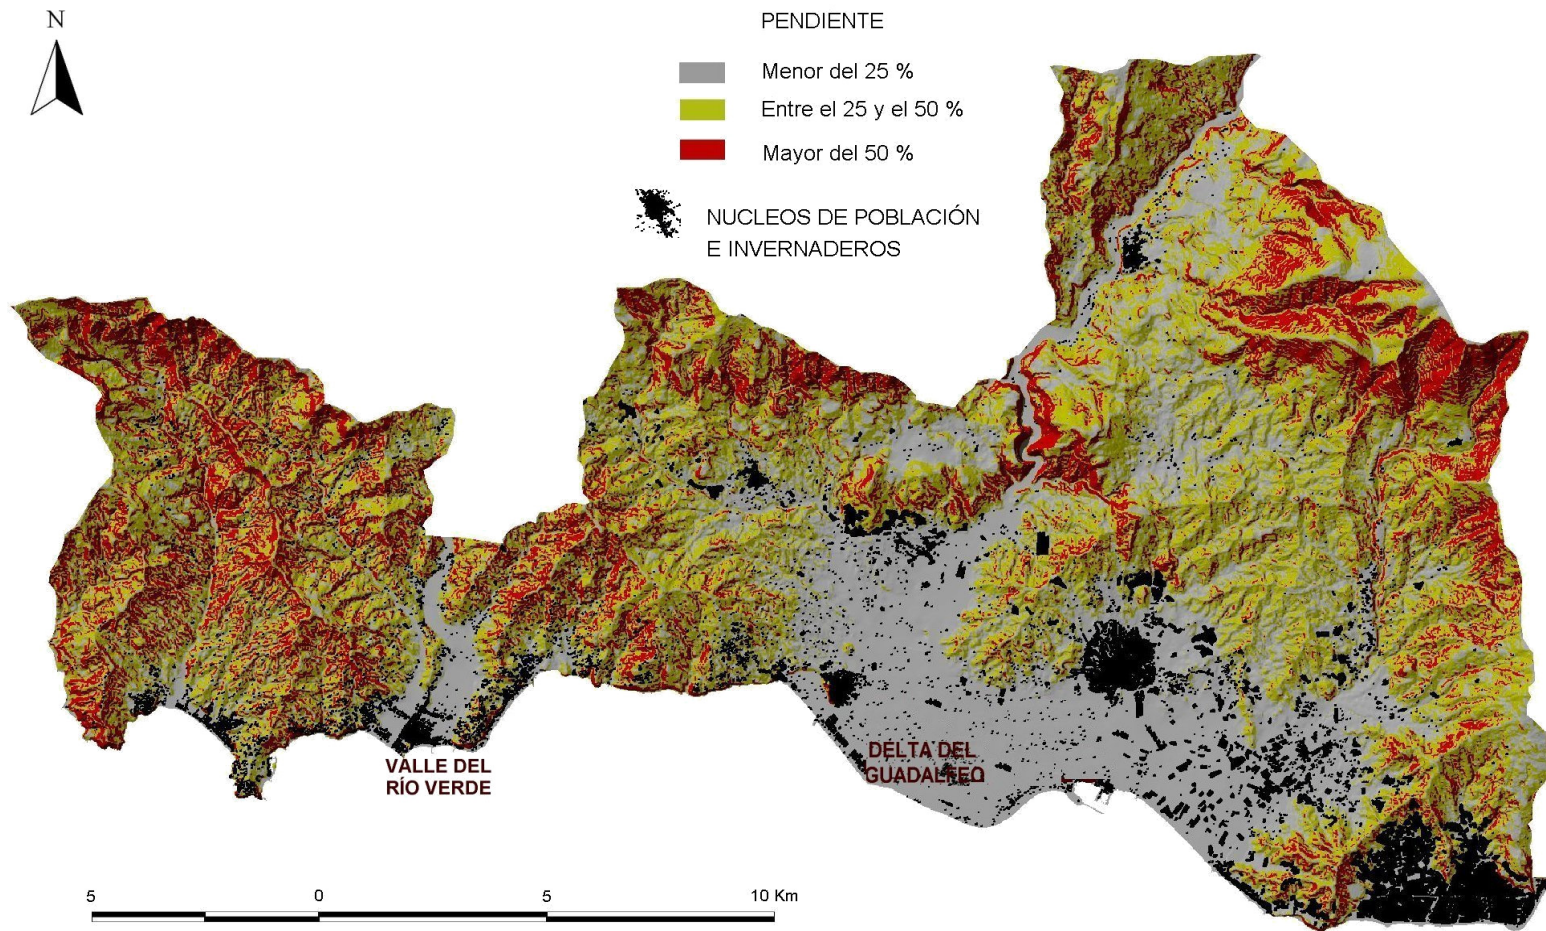 N
PENDIENTE
Menor del 25 %
Entre el 25 y el 50 %
Mayor del 50 %
NUCLEOS DE POBLACIÓN
E INVERNADEROS
VALLE DEL
RÍO VERDE
DELTA DEL
GUADALFEO
5 0 5 10 Km